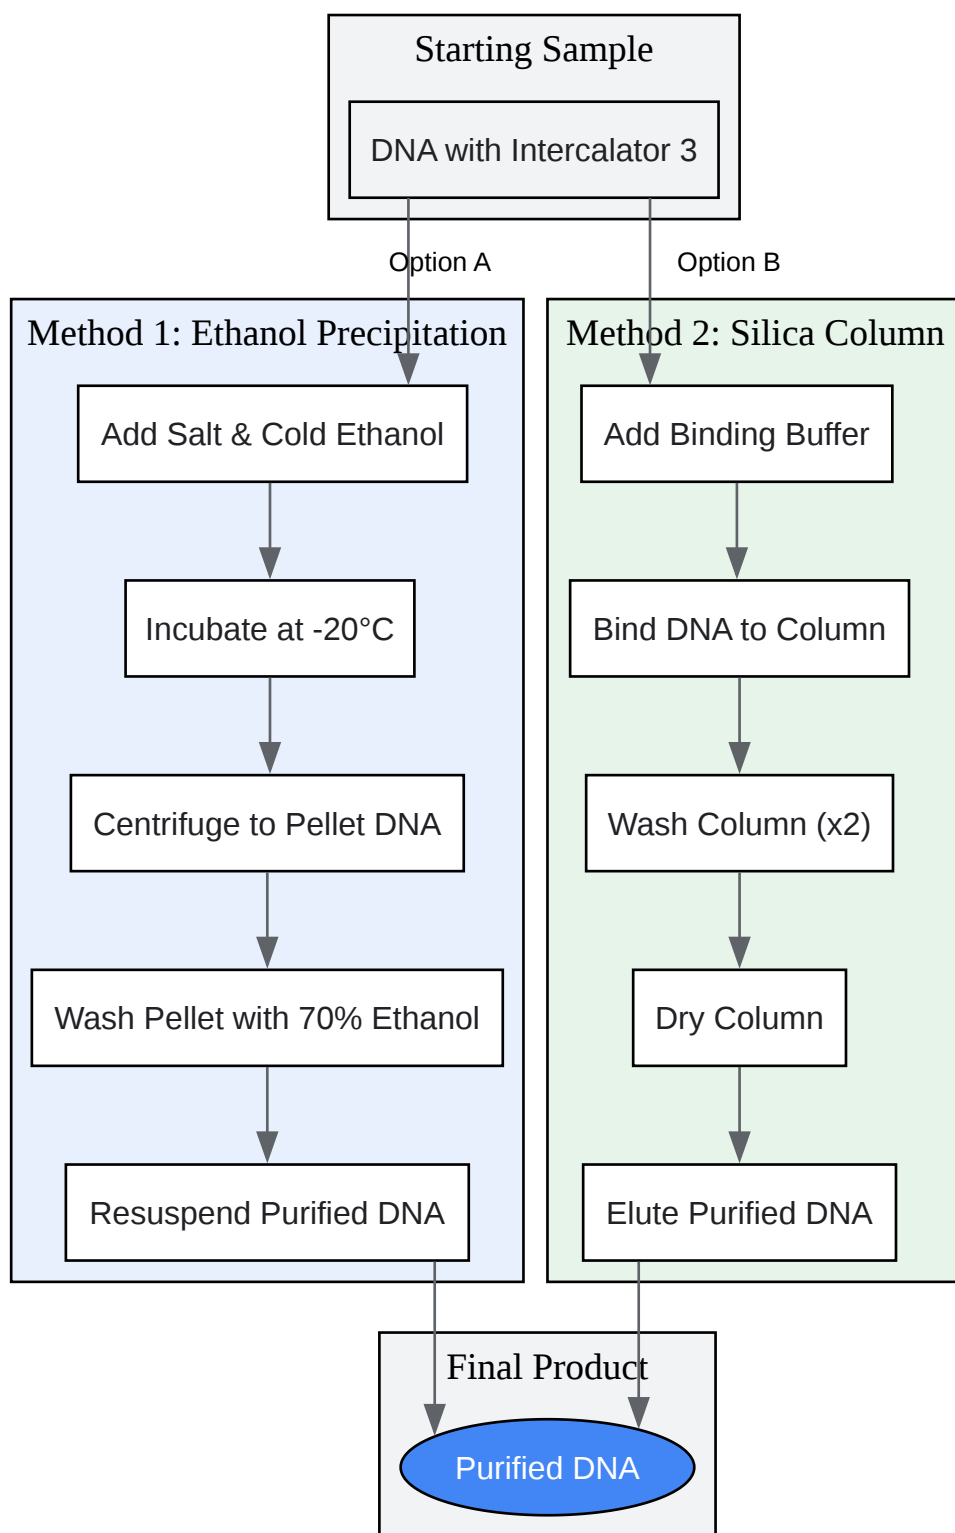 Starting Sample
DNA with Intercalator 3
Option A
Option B
Method 1: Ethanol Precipitation
Add Salt & Cold Ethanol
Incubate at -20°C
Centrifuge to Pellet DNA
Wash Pellet with 70% Ethanol
Resuspend Purified DNA
Method 2: Silica Column
Add Binding Buffer
Bind DNA to Column
Wash Column (x2)
Dry Column
Elute Purified DNA
Final Product
Purified DNA